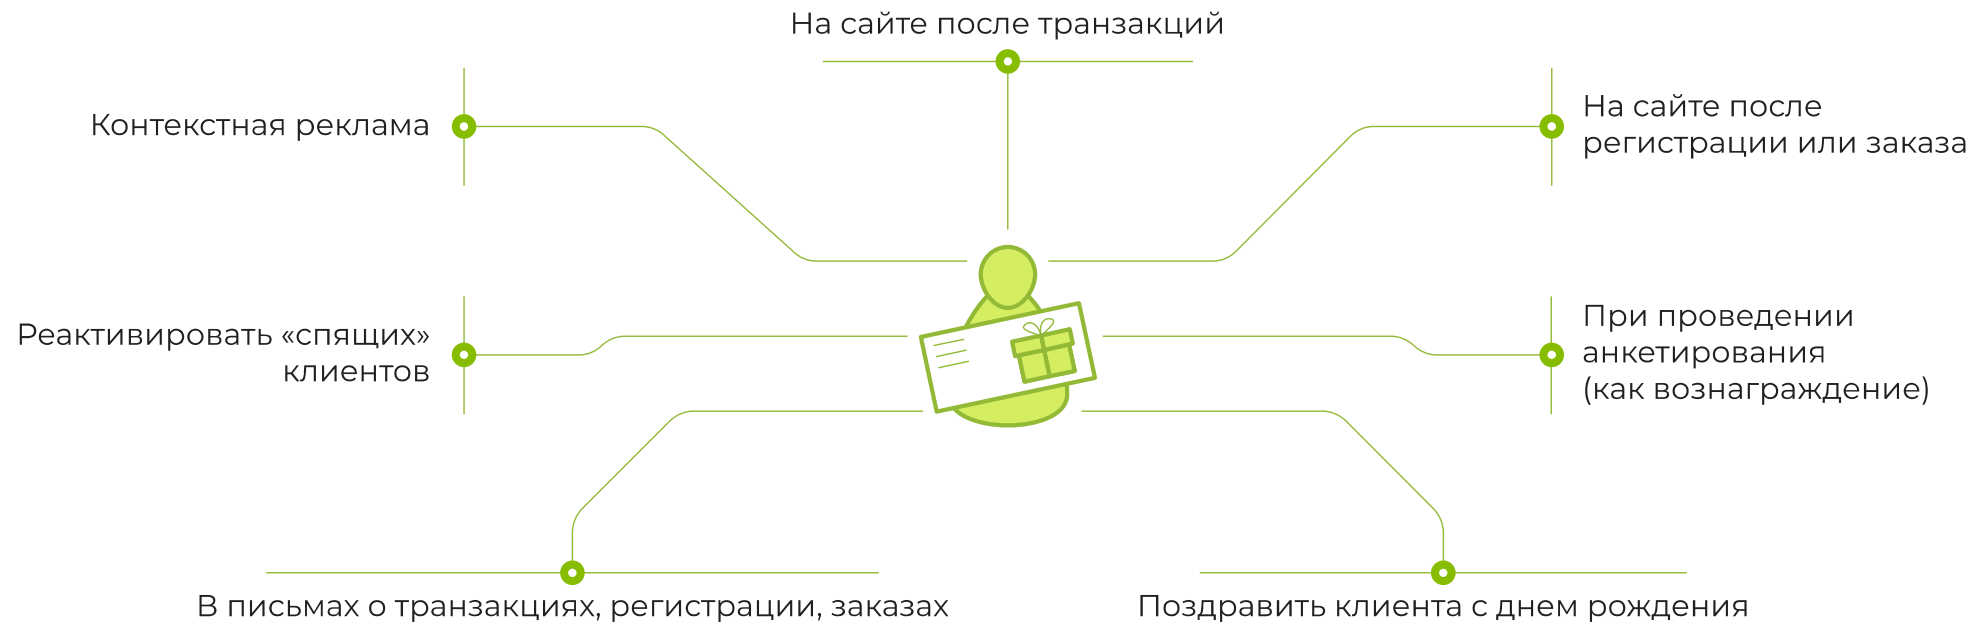 На сайте после транзакций
Контекстная реклама
На сайте после
регистрации или заказа
Реактивировать «спящих»
клиентов
При проведении
анкетирования
(как вознаграждение)
В письмах о транзакциях, регистрации, заказах
Поздравить клиента с днем рождения